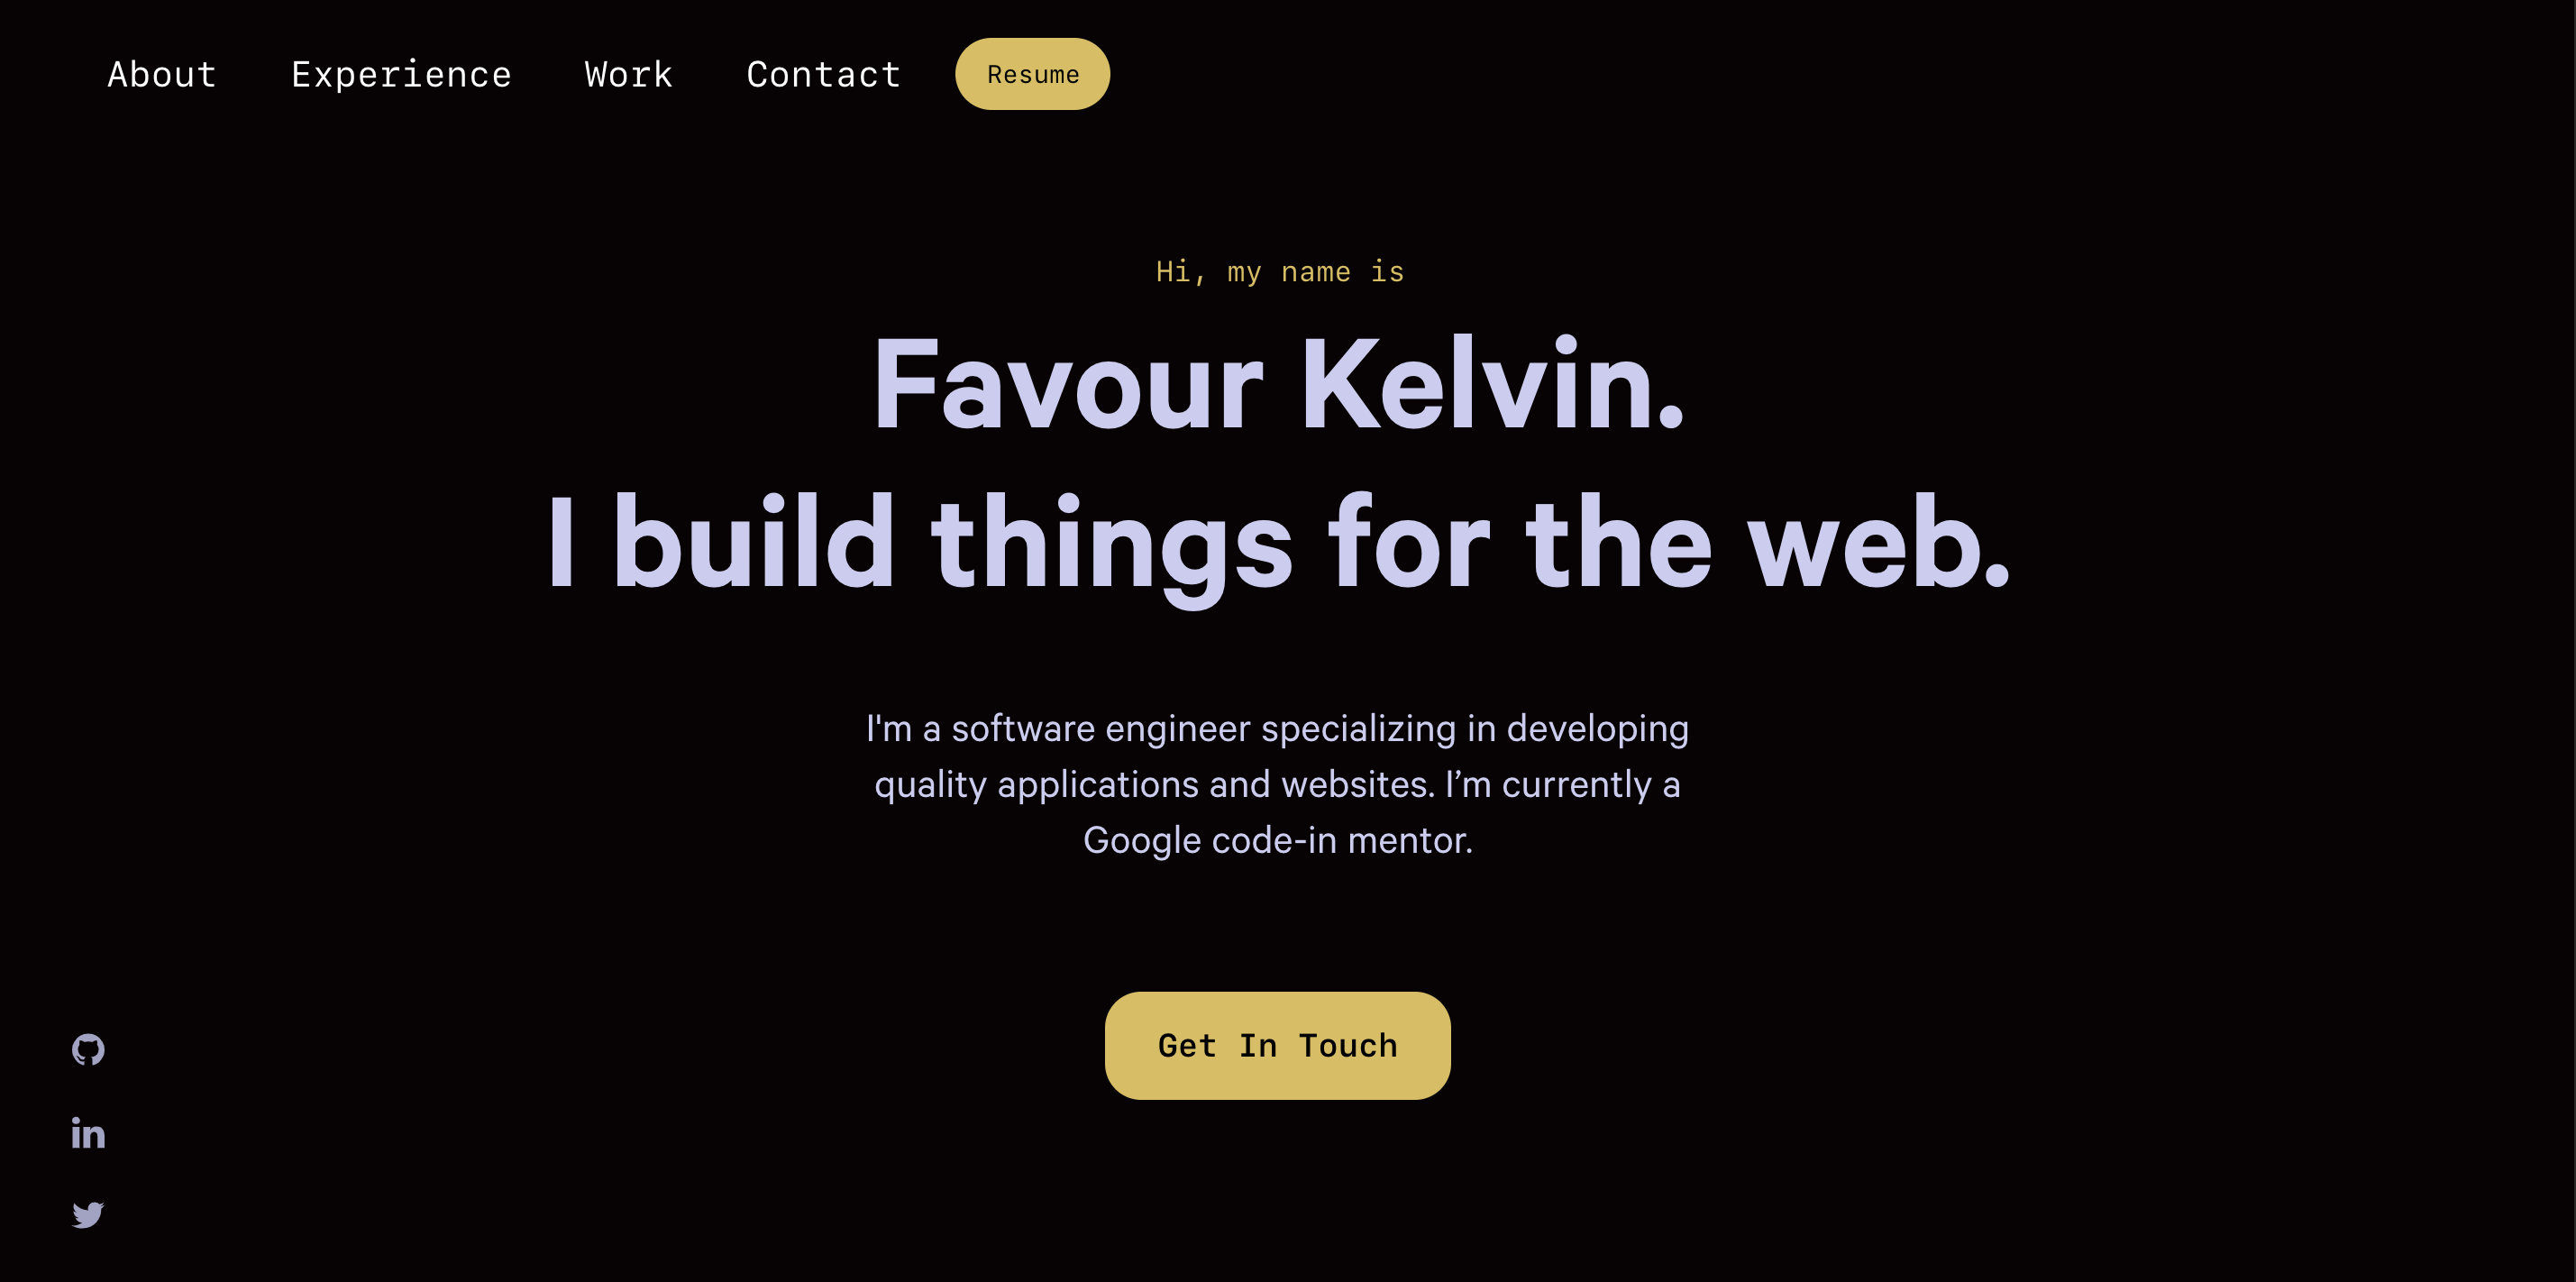 About Experience Work Contact Resume
Hi, my name is
Favour Kelvin.
I build things for the web.
I'm a software engineer specializing in developing
quality applications and websites. I’m currently a
Google code-in mentor.
Get In Touch
in